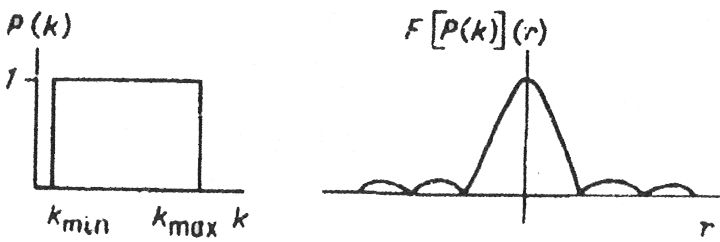 P(k)
1
k_min k_max k
F[P(k)](r)
r